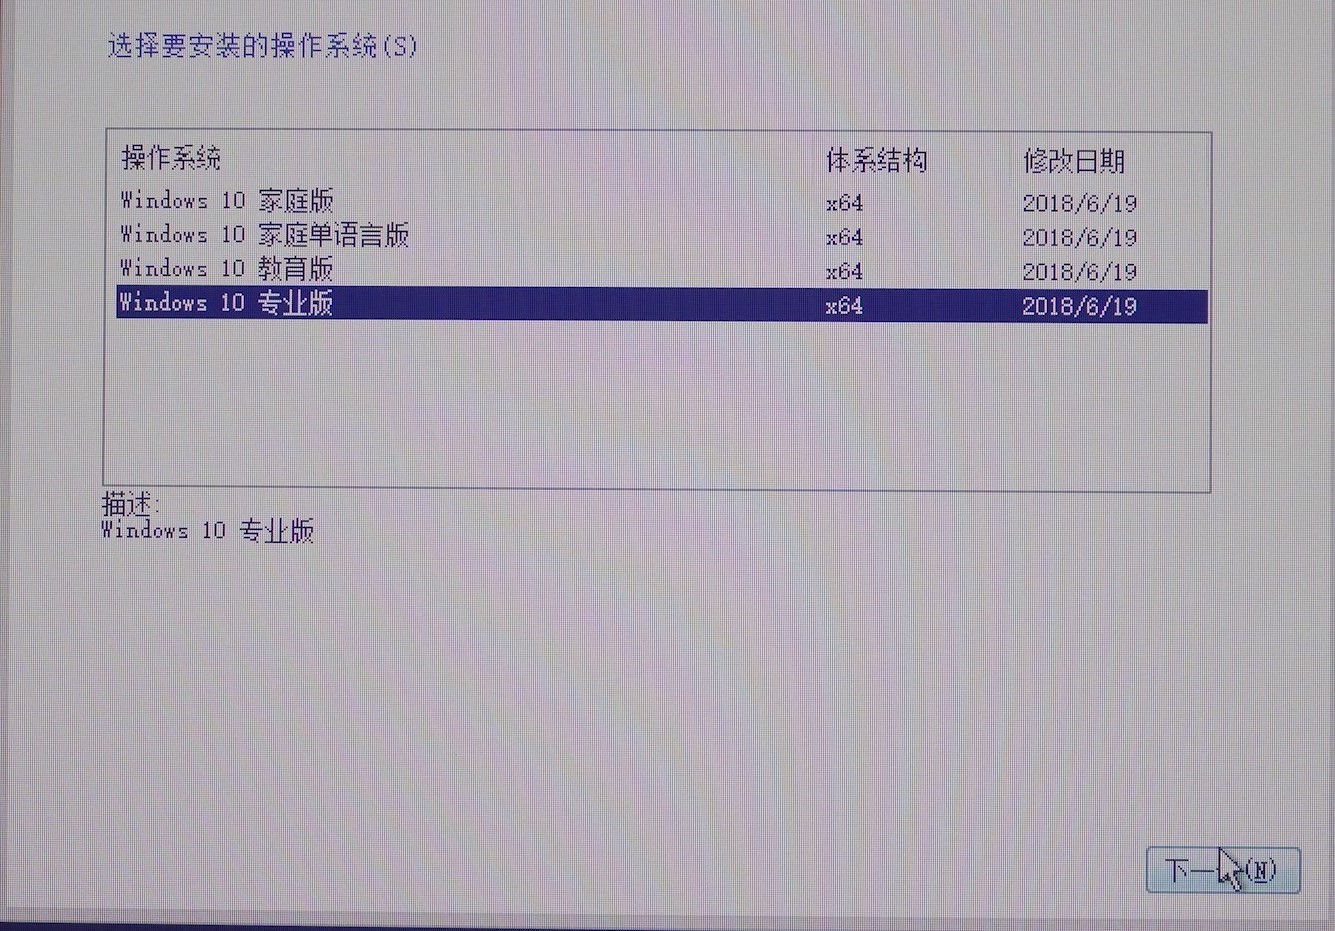 选择要安装的操作系统(S)
操作系统 体系结构 修改日期
Windows 10 家庭版 x64 2018/6/19
Windows 10 家庭单语言版 x64 2018/6/19
Windows 10 教育版 x64 2018/6/19
Windows 10 专业版 x64 2018/6/19
描述:
Windows 10 专业版
下一(N)